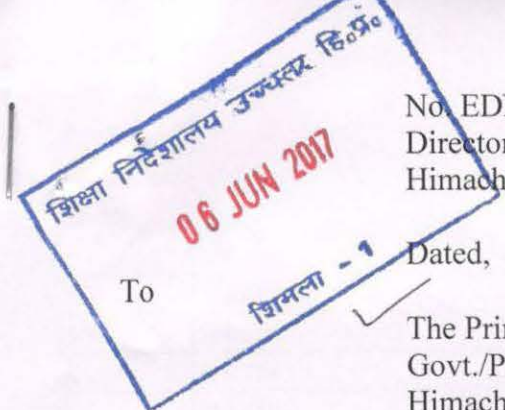 शिक्षा निदेशालय उच्चतर हि०प्र०
06 JUN 2017
शिमला - 1
No. EDN
Director
Himach
Dated,
To
The Prin
Govt./P
Himach